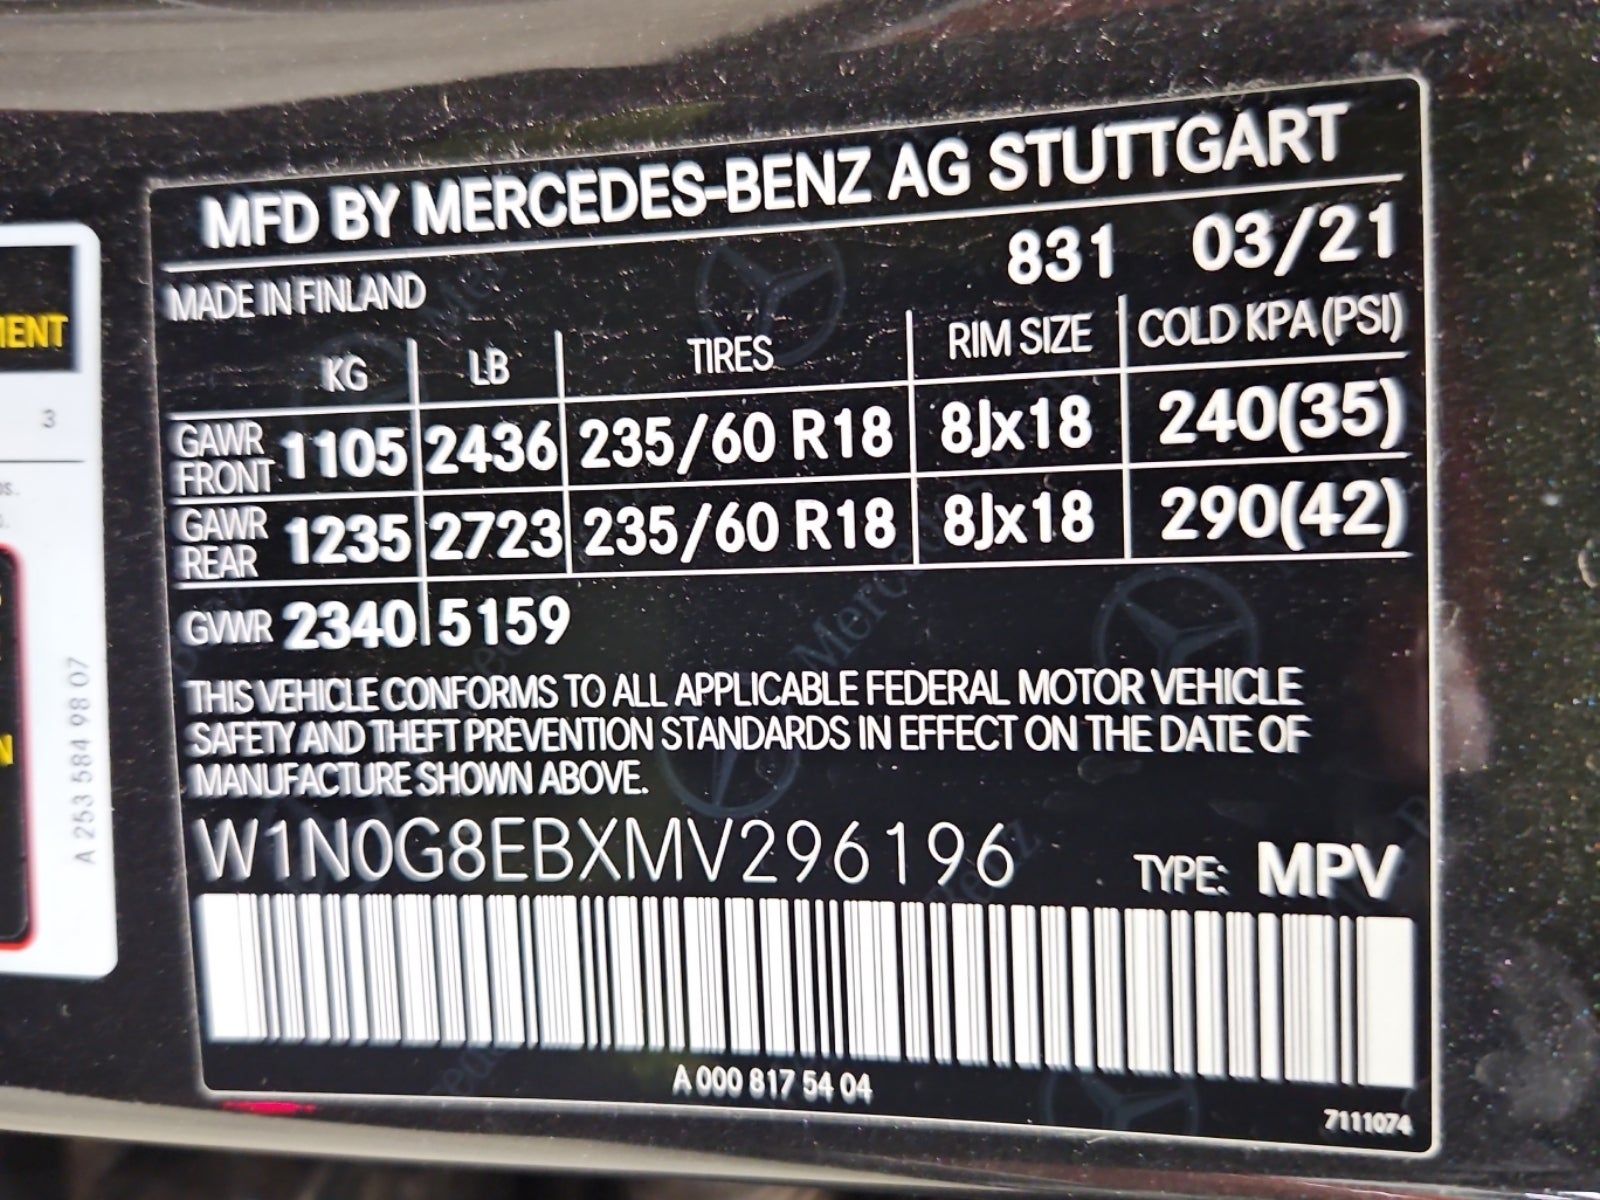 MFD BY MERCEDES-BENZ AG STUTTGART
MADE IN FINLAND 831 03/21
KG LB TIRES RIM SIZE COLD KPA (PSI)
GAWR FRONT 1105 2436 235/60 R18 8Jx18 240(35)
GAWR REAR 1235 2723 235/60 R18 8Jx18 290(42)
GVWR 2340 5159
THIS VEHICLE CONFORMS TO ALL APPLICABLE FEDERAL MOTOR VEHICLE
SAFETY AND THEFT PREVENTION STANDARDS IN EFFECT ON THE DATE OF
MANUFACTURE SHOWN ABOVE.
W1N0G8EBXMV296196 TYPE: MPV
A 000 817 54 04
7111074
MENT
3
A 253 584 98 07
N